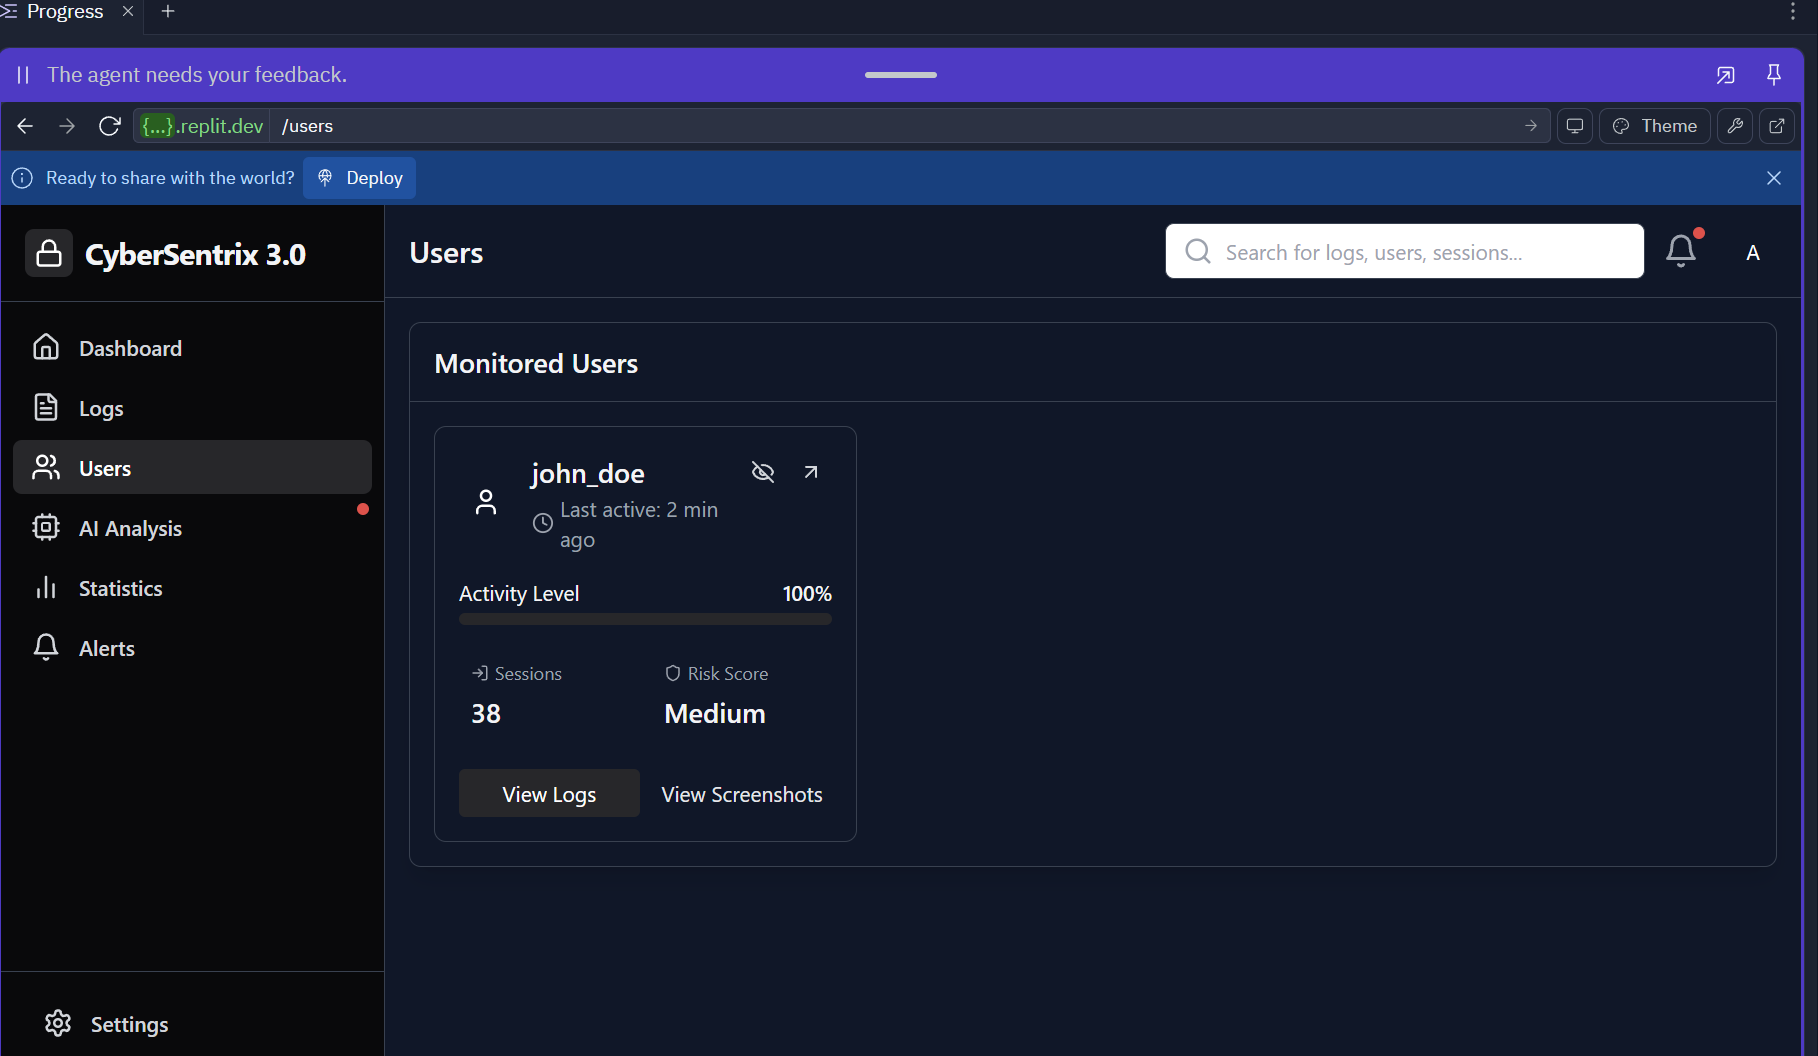 Progress
The agent needs your feedback.
{...}.replit.dev /users
Theme
Ready to share with the world? Deploy
CyberSentrix 3.0
Users
Search for logs, users, sessions...
A
Dashboard
Logs
Users
AI Analysis
Statistics
Alerts
Settings
Monitored Users
john_doe
Last active: 2 min
ago
Activity Level 100%
Sessions Risk Score
38 Medium
View Logs View Screenshots